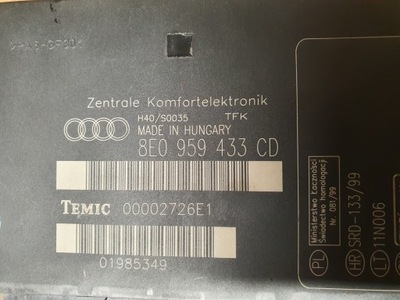 Zentrale Komfortelektronik
H40/S0035 TFK
MADE IN HUNGARY
8E0 959 433 CD
TEMIC 00002726E1
01985349
PL
Ministerstwo Łączności
Świadectwo homologacji
Nr 081/99
HR SRD-133/99
LT 11N006